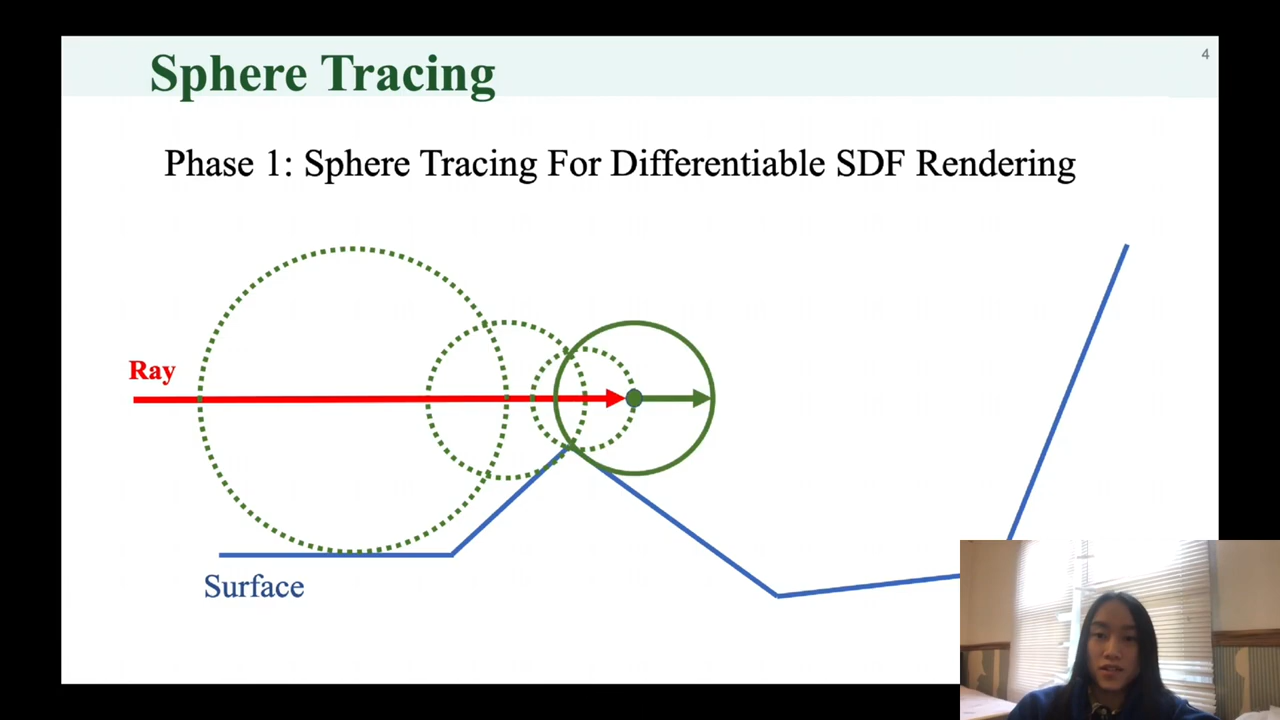 4
Sphere Tracing
Phase 1: Sphere Tracing For Differentiable SDF Rendering
Ray
Surface